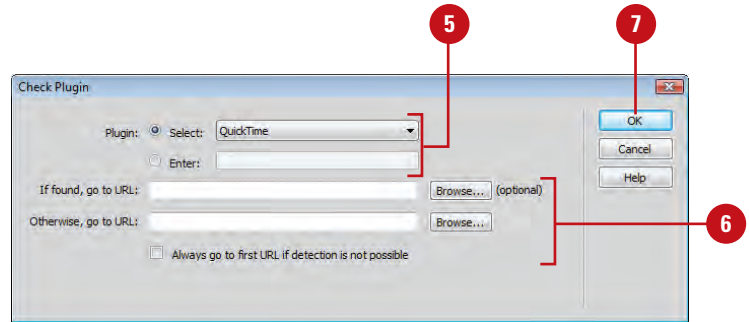 5
7
Check Plugin
Plugin: Select: QuickTime
OK
Enter:
Cancel
Help
If found, go to URL: Browse... (optional)
Otherwise, go to URL: Browse...
6
Always go to first URL if detection is not possible